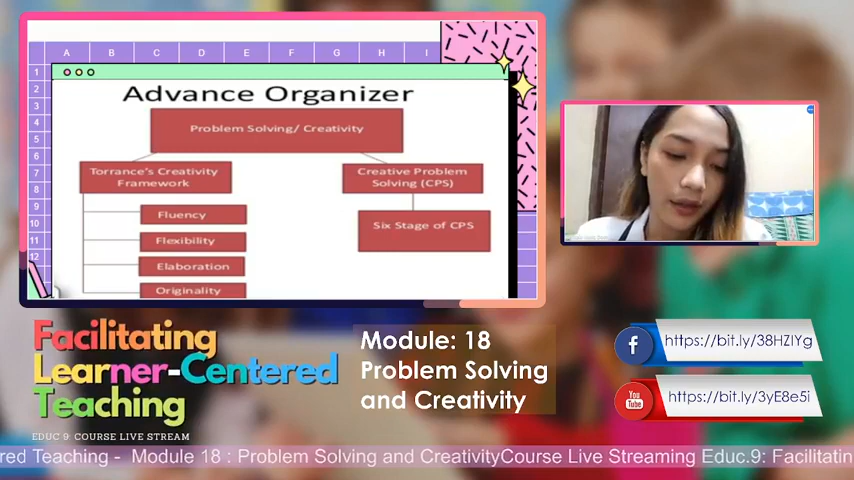 A B C D E F G H I
1
2
3
4
5
6
7
8
9
10
11
12
Advance Organizer
Problem Solving/ Creativity
Torrance's Creativity
Framework
Creative Problem
Solving (CPS)
Fluency
Six Stage of CPS
Flexibility
Elaboration
Originality
Facilitating
Learner-Centered
Teaching
EDUC 9 COURSE LIVE STREAM
Module: 18
Problem Solving
and Creativity
https://bit.ly/38HZIYg
You
Tube
https://bit.ly/3yE8e5i
red Teaching - Module 18 : Problem Solving and CreativityCourse Live Streaming Educ.9: Facilitatin